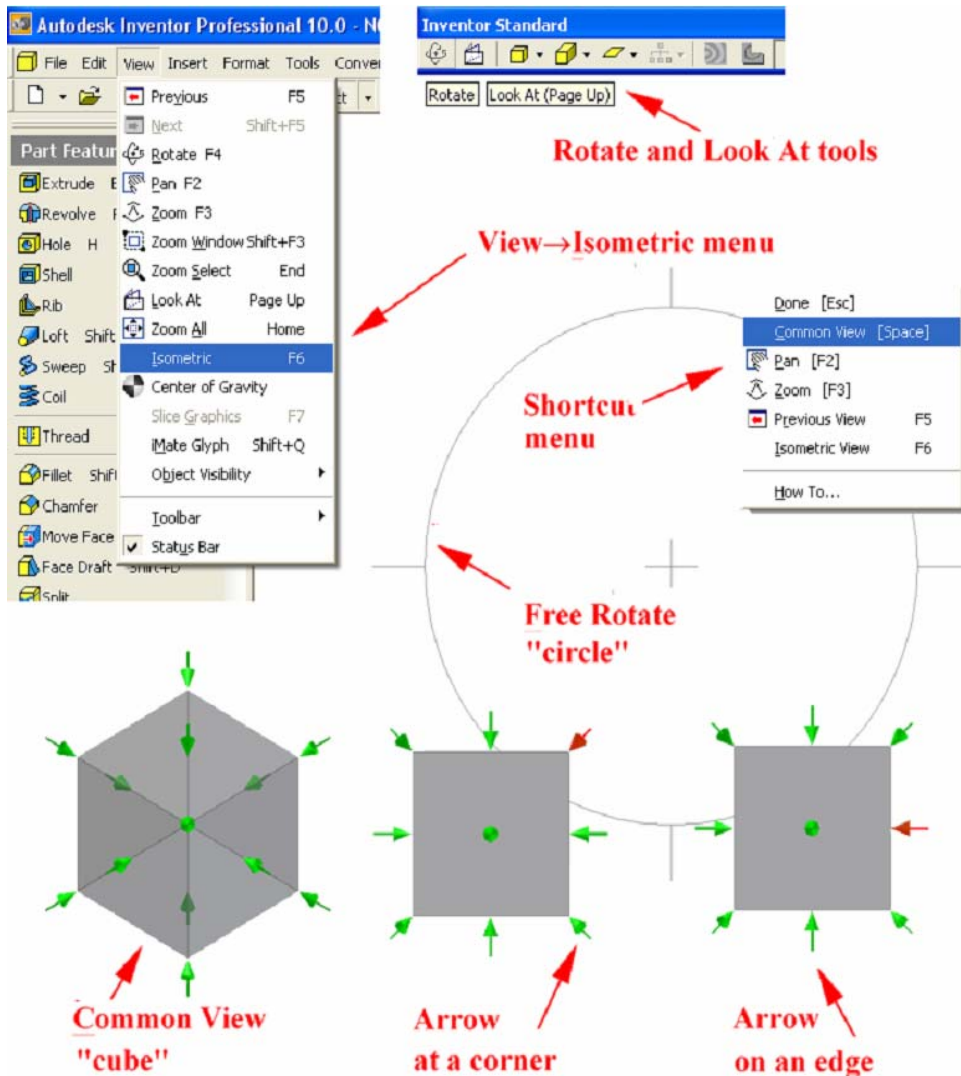 Autodesk Inventor Professional 10.0 - N
File Edit View Insert Format Tools Conver
Previous F5
Next Shift+F5
Rotate F4
Pan F2
Zoom F3
Zoom Window Shift+F3
Zoom Select End
Look At Page Up
Zoom All Home
Isometric F6
Center of Gravity
Slice Graphics F7
iMate Glyph Shift+Q
Object Visibility
Toolbar
Status Bar
Part Featur
Extrude E
Revolve
Hole H
Shell
Rib
Loft Shift
Sweep Sh
Coil
Thread
Fillet Shift
Chamfer
Move Face
Face Draft Shift+D
Split
Inventor Standard
Rotate Look At (Page Up)
Rotate and Look At tools
View→Isometric menu
Done [Esc]
Common View [Space]
Pan [F2]
Zoom [F3]
Previous View F5
Isometric View F6
How To...
Shortcut
menu
Free Rotate
"circle"
Common View
"cube"
Arrow
at a corner
Arrow
on an edge